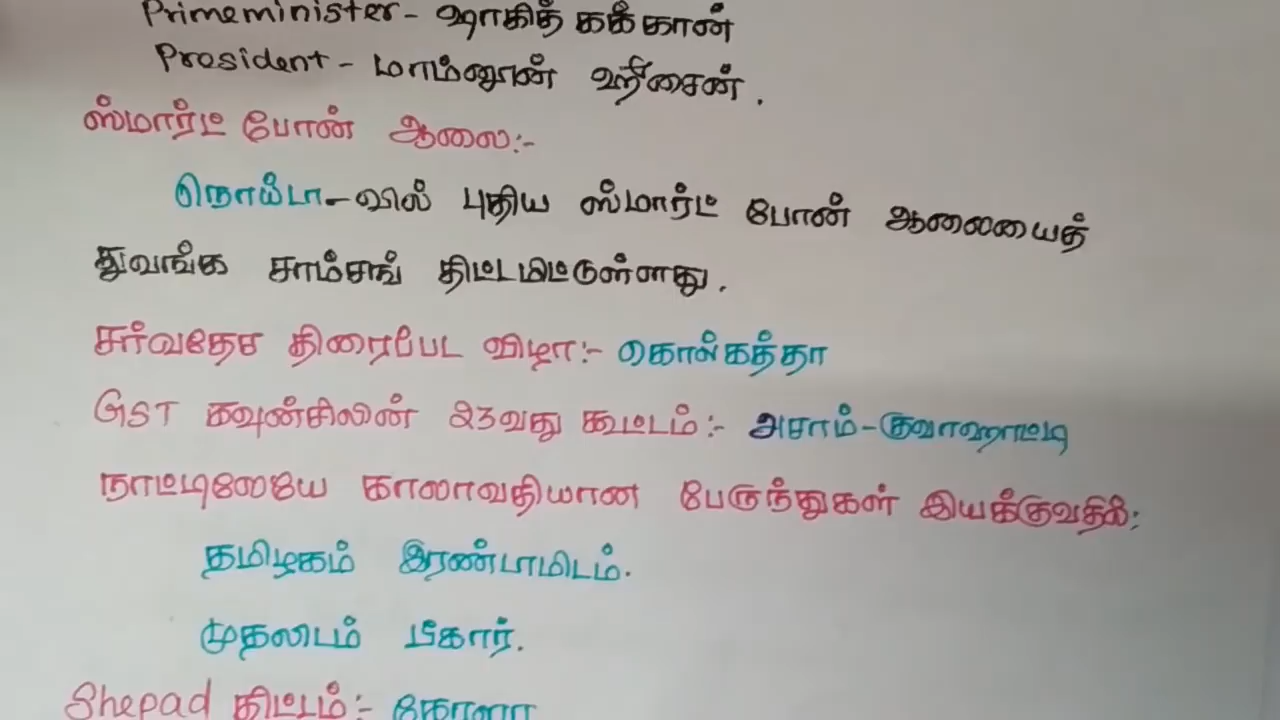 Primeminister - ஷாகித் கக்கான்
President - மாம்னூன் ஹீசைன்.
ஸ்மார்ட் போன் ஆலை:-
நொய்டா-வில் புதிய ஸ்மார்ட் போன் ஆலையைத்
துவங்க சாம்சங் திட்டமிட்டுள்ளது.
சர்வதேச திரைப்பட விழா:- கொல்கத்தா
GST கவுன்சிலின் 23வது கூட்டம்:- அசாம்-குவாஹாட்டி
நாட்டிலேயே காலாவதியான பேருந்துகள் இயக்குவதில்:
தமிழகம் இரண்டாமிடம்.
முதலிடம் பீகார்.
Shepad திட்டம்:-